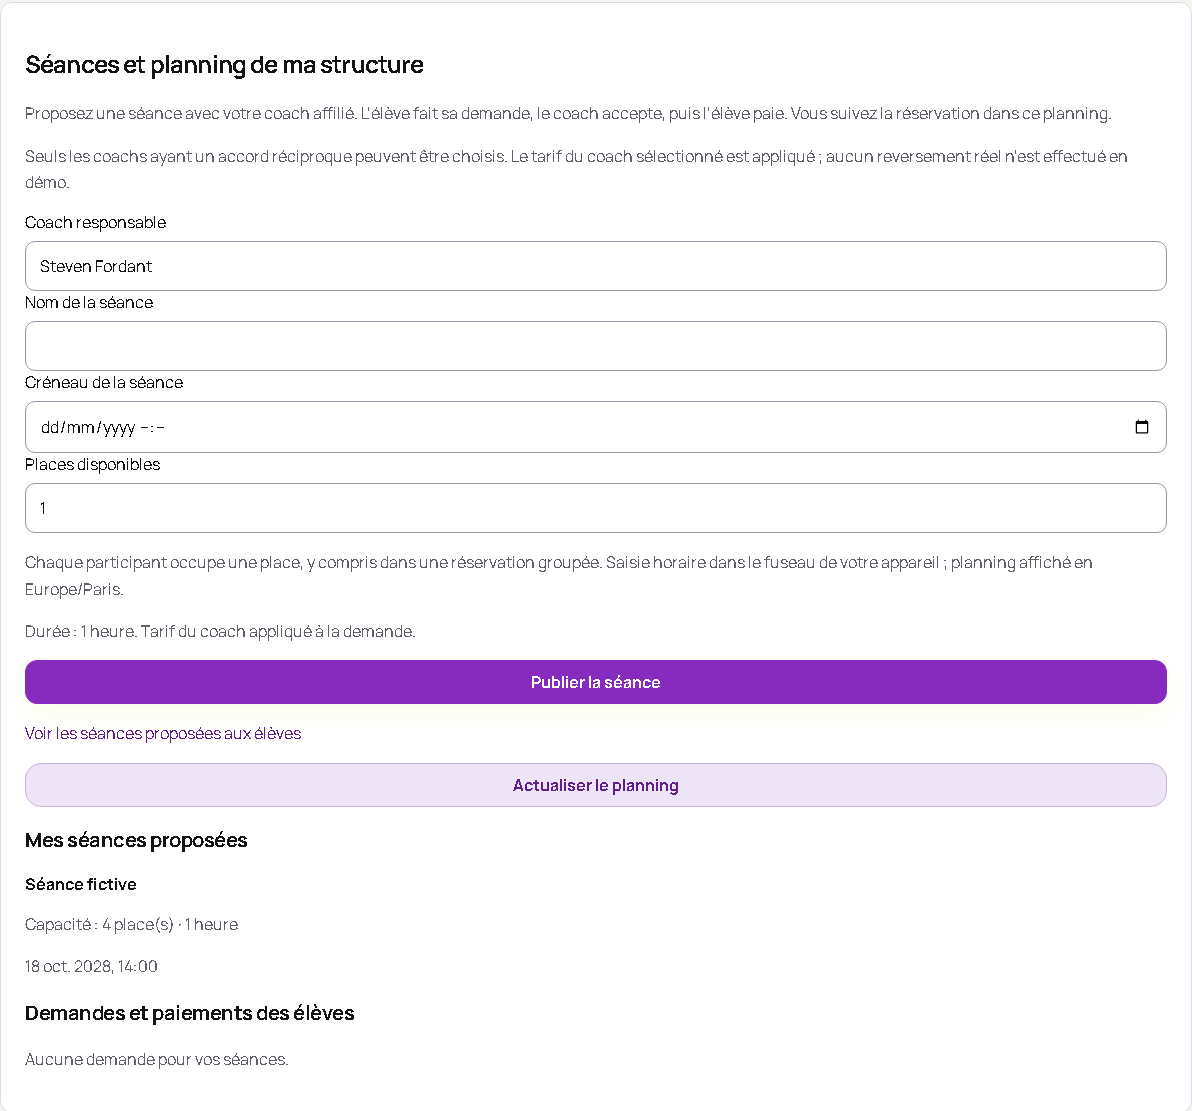 Séances et planning de ma structure
Proposez une séance avec votre coach affilié. L'élève fait sa demande, le coach accepte, puis l'élève paie. Vous suivez la réservation dans ce planning.
Seuls les coachs ayant un accord réciproque peuvent être choisis. Le tarif du coach sélectionné est appliqué ; aucun reversement réel n'est effectué en
démo.
Coach responsable
Steven Fordant
Nom de la séance
Créneau de la séance
dd/mm/yyyy --:--
Places disponibles
1
Chaque participant occupe une place, y compris dans une réservation groupée. Saisie horaire dans le fuseau de votre appareil ; planning affiché en
Europe/Paris.
Durée : 1 heure. Tarif du coach appliqué à la demande.
Publier la séance
Voir les séances proposées aux élèves
Actualiser le planning
Mes séances proposées
Séance fictive
Capacité : 4 place(s) · 1 heure
18 oct. 2028, 14:00
Demandes et paiements des élèves
Aucune demande pour vos séances.